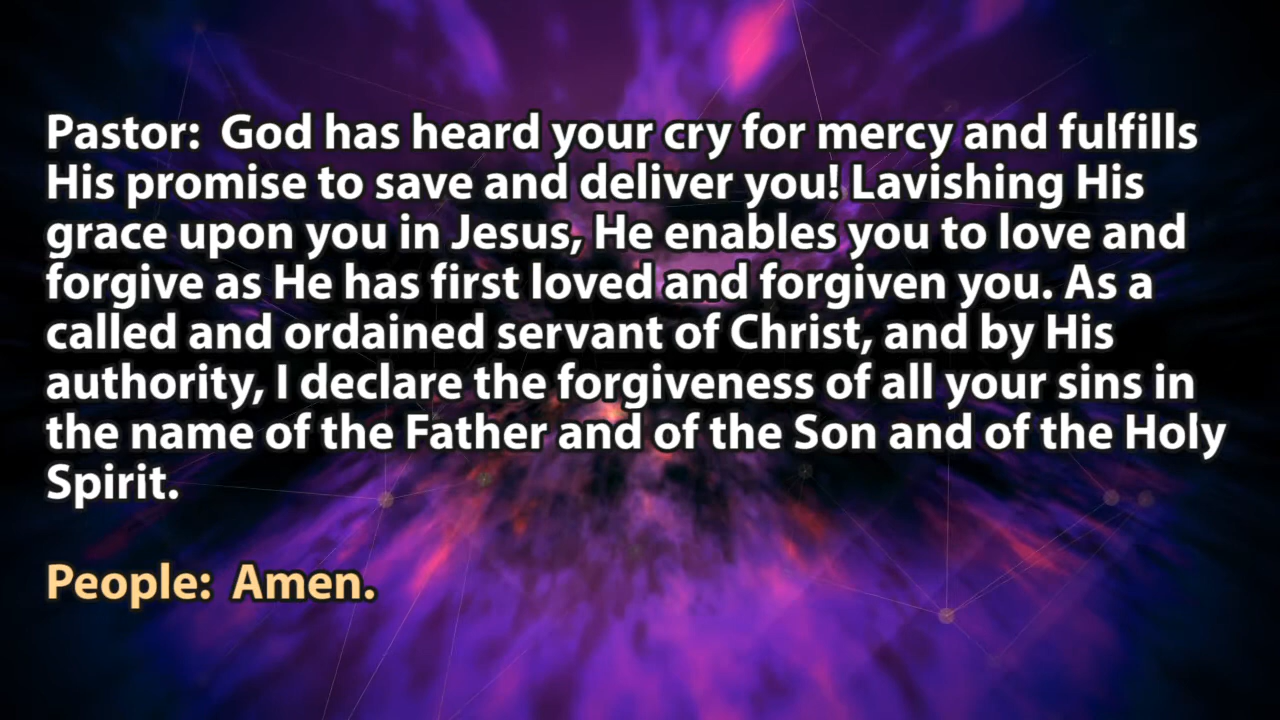 Pastor:  God has heard your cry for mercy and fulfills
His promise to save and deliver you! Lavishing His
grace upon you in Jesus, He enables you to love and
forgive as He has first loved and forgiven you. As a
called and ordained servant of Christ, and by His
authority, I declare the forgiveness of all your sins in
the name of the Father and of the Son and of the Holy
Spirit.
People:  Amen.